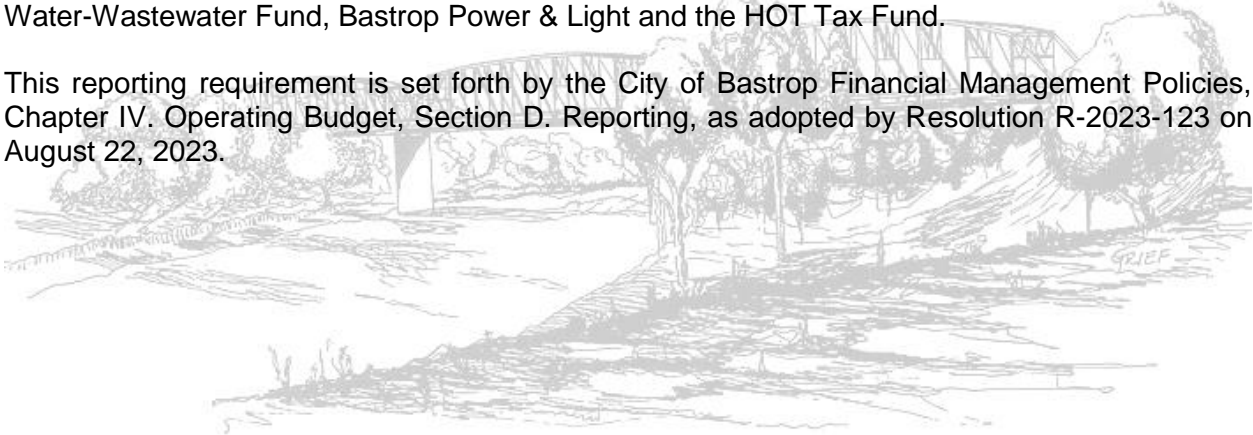 Water-Wastewater Fund, Bastrop Power & Light and the HOT Tax Fund.
This reporting requirement is set forth by the City of Bastrop Financial Management Policies,
Chapter IV. Operating Budget, Section D. Reporting, as adopted by Resolution R-2023-123 on
August 22, 2023.
GRIEF